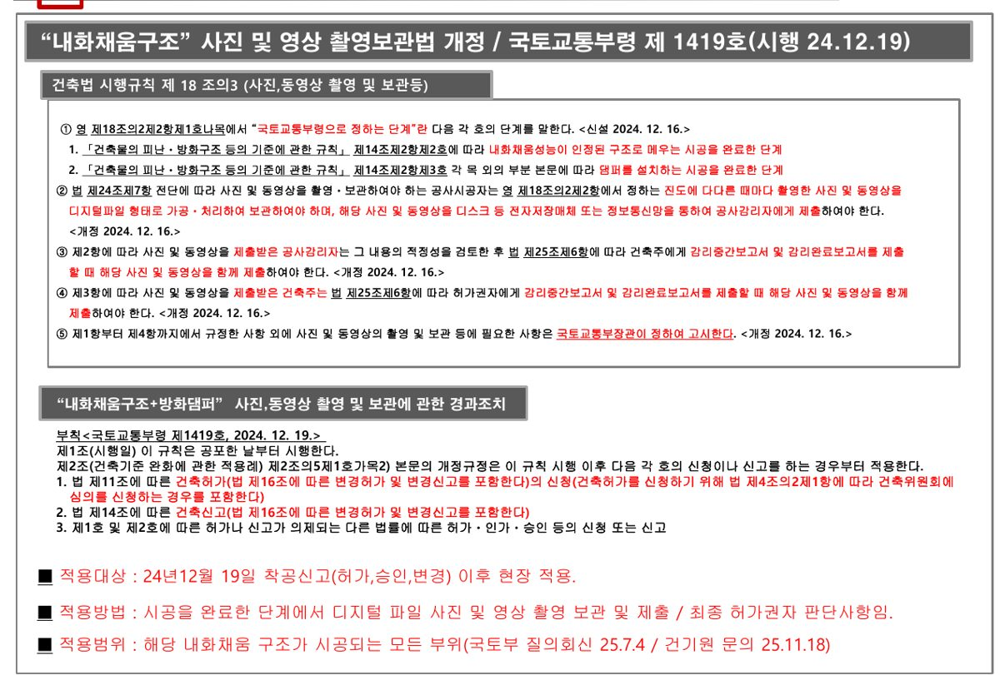 “내화채움구조” 사진 및 영상 촬영보관법 개정 / 국토교통부령 제 1419호(시행 24.12.19)
건축법 시행규칙 제 18 조의3 (사진,동영상 촬영 및 보관등)
① 영 제18조의2제2항제1호나목에서 “국토교통부령으로 정하는 단계”란 다음 각 호의 단계를 말한다. <신설 2024. 12. 16.>
1. 「건축물의 피난ㆍ방화구조 등의 기준에 관한 규칙」 제14조제2항제2호에 따라 내화채움성능이 인정된 구조로 메우는 시공을 완료한 단계
2. 「건축물의 피난ㆍ방화구조 등의 기준에 관한 규칙」 제14조제2항제3호 각 목 외의 부분 본문에 따라 댐퍼를 설치하는 시공을 완료한 단계
② 법 제24조제7항 전단에 따라 사진 및 동영상을 촬영ㆍ보관하여야 하는 공사시공자는 영 제18조의2제2항에서 정하는 진도에 다다른 때마다 촬영한 사진 및 동영상을
디지털파일 형태로 가공ㆍ처리하여 보관하여야 하며, 해당 사진 및 동영상을 디스크 등 전자저장매체 또는 정보통신망을 통하여 공사감리자에게 제출하여야 한다.
<개정 2024. 12. 16.>
③ 제2항에 따라 사진 및 동영상을 제출받은 공사감리자는 그 내용의 적정성을 검토한 후 법 제25조제6항에 따라 건축주에게 감리중간보고서 및 감리완료보고서를 제출
할 때 해당 사진 및 동영상을 함께 제출하여야 한다. <개정 2024. 12. 16.>
④ 제3항에 따라 사진 및 동영상을 제출받은 건축주는 법 제25조제6항에 따라 허가권자에게 감리중간보고서 및 감리완료보고서를 제출할 때 해당 사진 및 동영상을 함께
제출하여야 한다. <개정 2024. 12. 16.>
⑤ 제1항부터 제4항까지에서 규정한 사항 외에 사진 및 동영상의 촬영 및 보관 등에 필요한 사항은 국토교통부장관이 정하여 고시한다. <개정 2024. 12. 16.>
“내화채움구조+방화댐퍼” 사진,동영상 촬영 및 보관에 관한 경과조치
부칙<국토교통부령 제1419호, 2024. 12. 19.>
제1조(시행일) 이 규칙은 공포한 날부터 시행한다.
제2조(건축기준 완화에 관한 적용례) 제2조의5제1호가목2) 본문의 개정규정은 이 규칙 시행 이후 다음 각 호의 신청이나 신고를 하는 경우부터 적용한다.
1. 법 제11조에 따른 건축허가(법 제16조에 따른 변경허가 및 변경신고를 포함한다)의 신청(건축허가를 신청하기 위해 법 제4조의2제1항에 따라 건축위원회에
심의를 신청하는 경우를 포함한다)
2. 법 제14조에 따른 건축신고(법 제16조에 따른 변경허가 및 변경신고를 포함한다)
3. 제1호 및 제2호에 따른 허가나 신고가 의제되는 다른 법률에 따른 허가ㆍ인가ㆍ승인 등의 신청 또는 신고
■ 적용대상 : 24년12월 19일 착공신고(허가,승인,변경) 이후 현장 적용.
■ 적용방법 : 시공을 완료한 단계에서 디지털 파일 사진 및 영상 촬영 보관 및 제출 / 최종 허가권자 판단사항임.
■ 적용범위 : 해당 내화채움 구조가 시공되는 모든 부위(국토부 질의회신 25.7.4 / 건기원 문의 25.11.18)